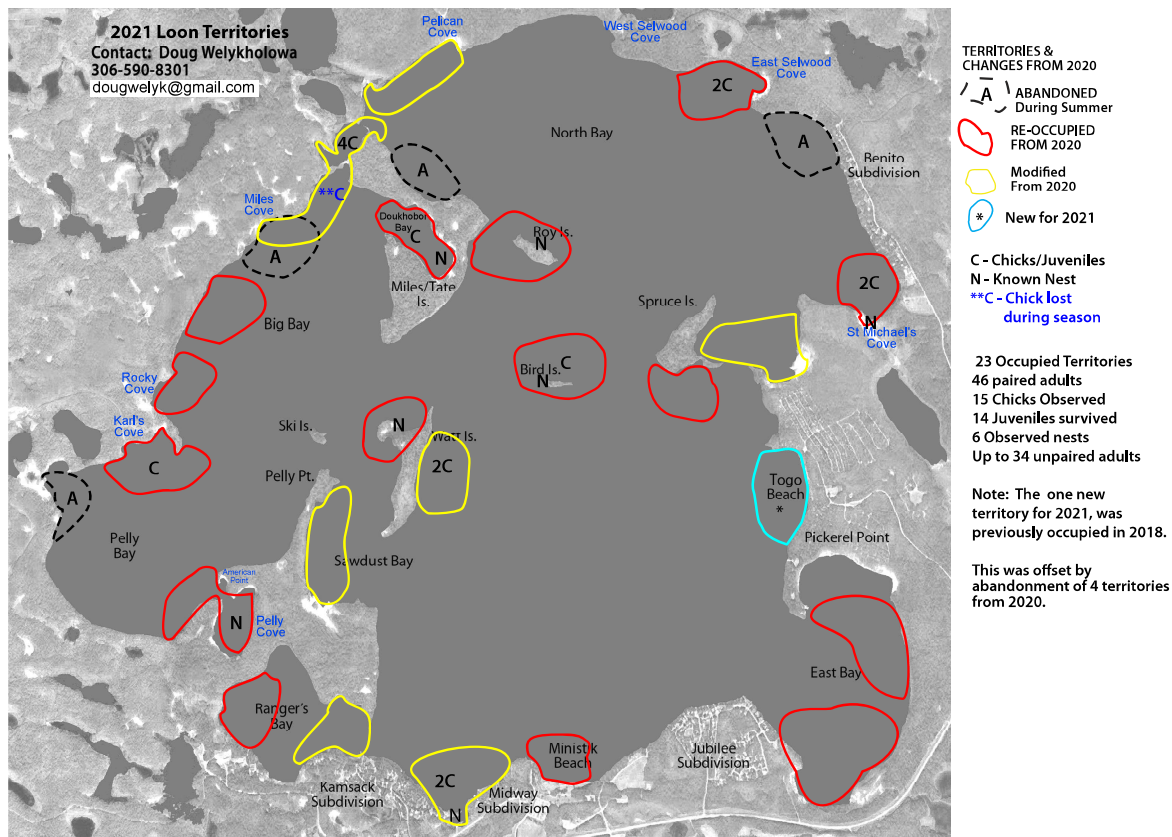 2021 Loon Territories
Contact: Doug Welykholowa
306-590-8301
dougwelyk@gmail.com
Pelican
Cove
West Selwood
Cove
East Selwood
Cove
2C
North Bay
4C
A
A
Benito
Subdivision
**C
Miles
Cove
A
Doukhobor
Bay
C
N
Roy Is.
N
Miles/Tate
Is.
2C
N
St Michael's
Cove
Spruce Is.
Big Bay
Bird Is.
C
N
Rocky
Cove
Karl's
Cove
C
Ski Is.
N
Watt Is.
2C
Pelly Pt.
A
Togo
Beach
*
Pelly
Bay
Sawdust Bay
Pickerel Point
American
Point
N
Pelly
Cove
East Bay
Ranger's
Bay
Ministik
Beach
Jubilee
Subdivision
Kamsack
Subdivision
2C
N
Midway
Subdivision
TERRITORIES &
CHANGES FROM 2020
A
ABANDONED
During Summer
RE-OCCUPIED
FROM 2020
Modified
From 2020
*
New for 2021
C - Chicks/Juveniles
N - Known Nest
**C - Chick lost
during season
23 Occupied Territories
46 paired adults
15 Chicks Observed
14 Juveniles survived
6 Observed nests
Up to 34 unpaired adults
Note: The one new
territory for 2021, was
previously occupied in 2018.
This was offset by
abandonment of 4 territories
from 2020.